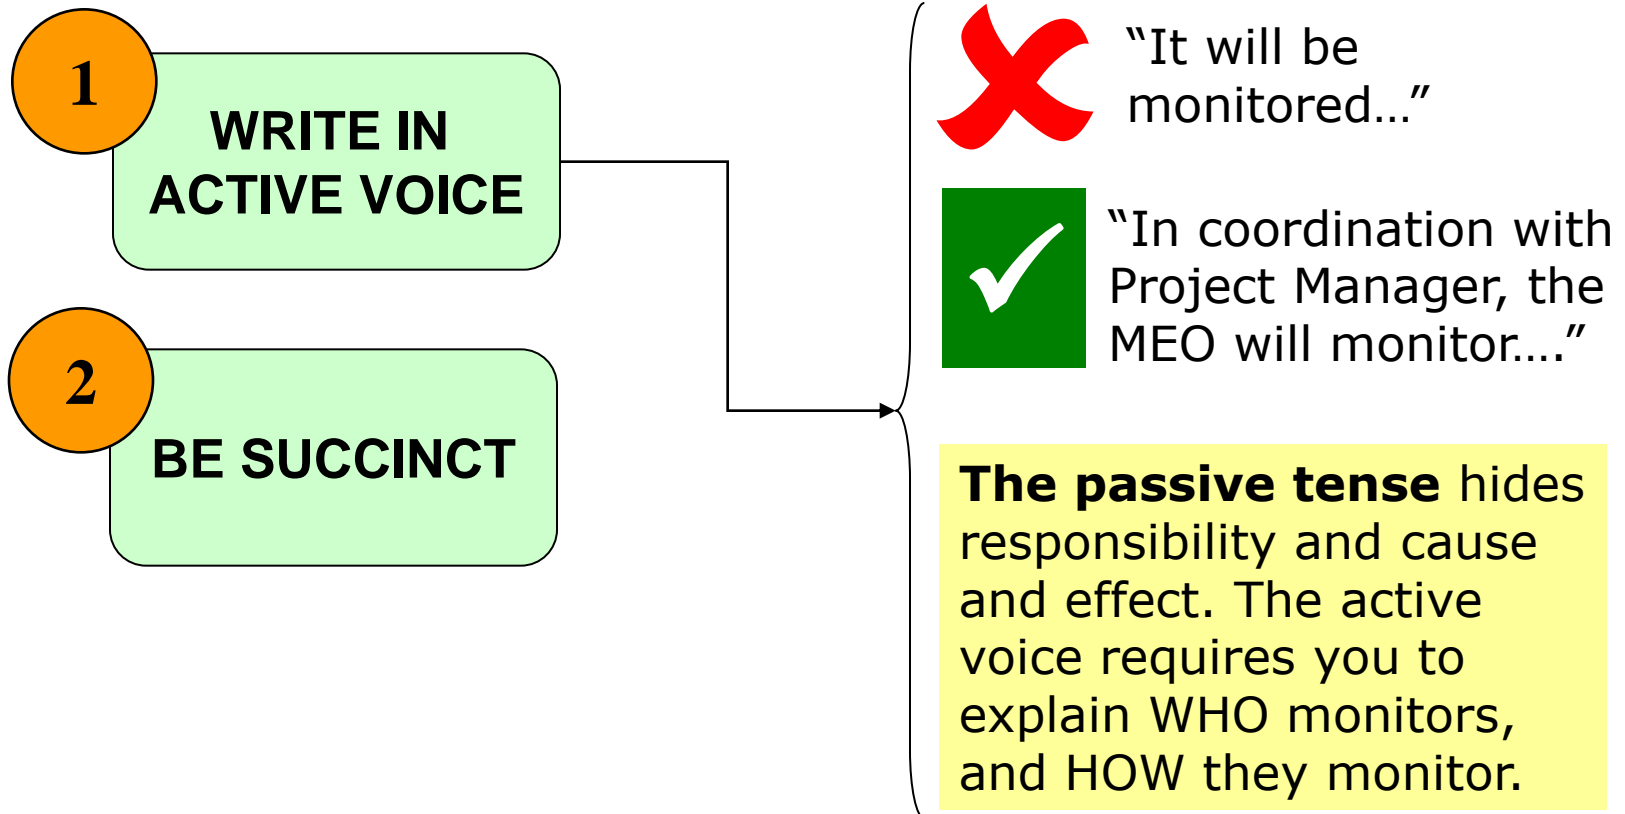 1
WRITE IN
ACTIVE VOICE
2
BE SUCCINCT
“It will be
monitored…”
“In coordination with
Project Manager, the
MEO will monitor….”
The passive tense hides
responsibility and cause
and effect. The active
voice requires you to
explain WHO monitors,
and HOW they monitor.